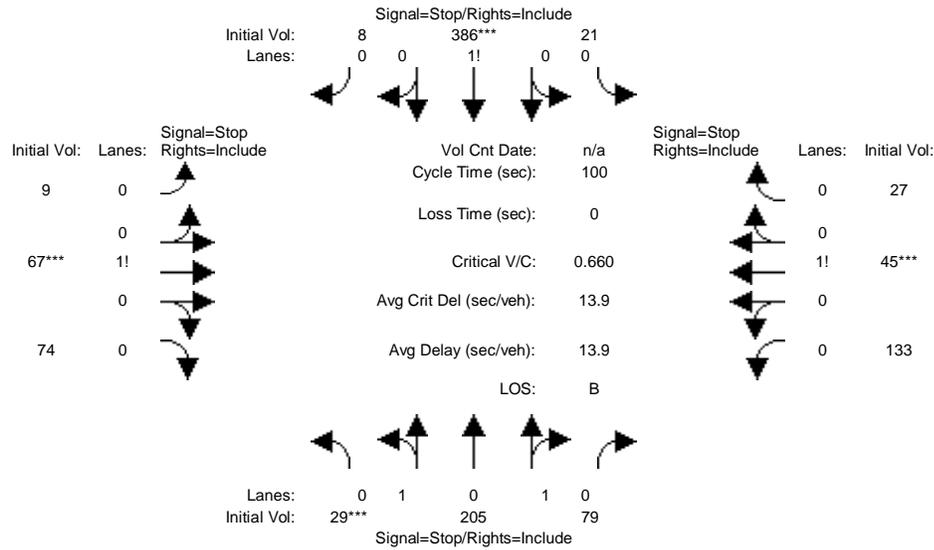 Signal=Stop/Rights=Include
Initial Vol: 8 386*** 21
Lanes: 0 0 1! 0 0
Signal=Stop Signal=Stop
Initial Vol: Lanes: Rights=Include Vol Cnt Date: n/a Rights=Include Lanes: Initial Vol:
Cycle Time (sec): 100
9 0 0 27
Loss Time (sec): 0
0 0
67*** 1! Critical V/C: 0.660 1! 45***
0 Avg Crit Del (sec/veh): 13.9 0
74 0 Avg Delay (sec/veh): 13.9 0 133
LOS: B
Lanes: 0 1 0 1 0
Initial Vol: 29*** 205 79
Signal=Stop/Rights=Include